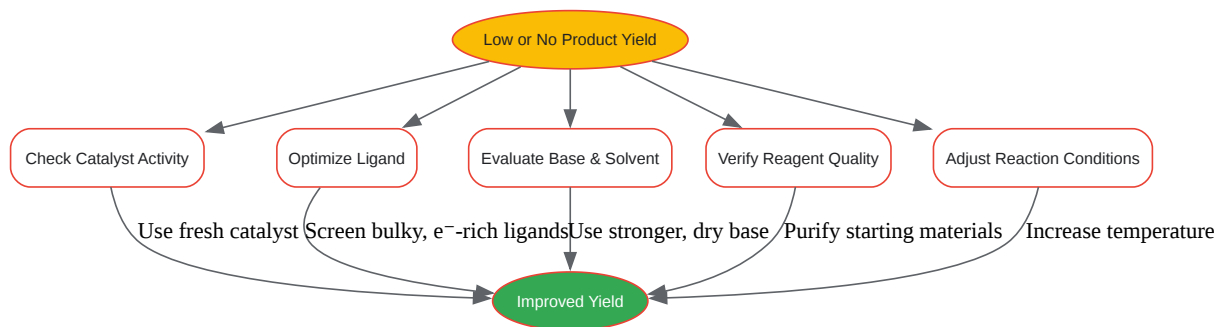 Low or No Product Yield
Check Catalyst Activity
Optimize Ligand
Evaluate Base & Solvent
Verify Reagent Quality
Adjust Reaction Conditions
Use fresh catalyst
Screen bulky, e⁻-rich ligands
Use stronger, dry base
Purify starting materials
Increase temperature
Improved Yield